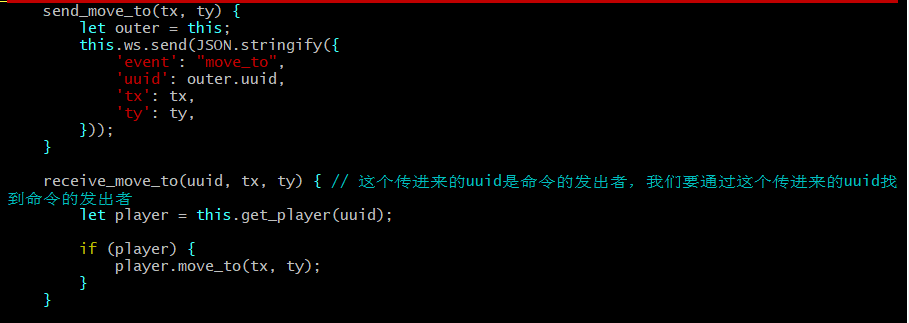 send_move_to(tx, ty) {
    let outer = this;
    this.ws.send(JSON.stringify({
        'event': "move_to",
        'uuid': outer.uuid,
        'tx': tx,
        'ty': ty,
    }));
}
receive_move_to(uuid, tx, ty) { // 这个传进来的uuid是命令的发出者，我们要通过这个传进来的uuid找
到命令的发出者
    let player = this.get_player(uuid);
    if (player) {
        player.move_to(tx, ty);
    }
}